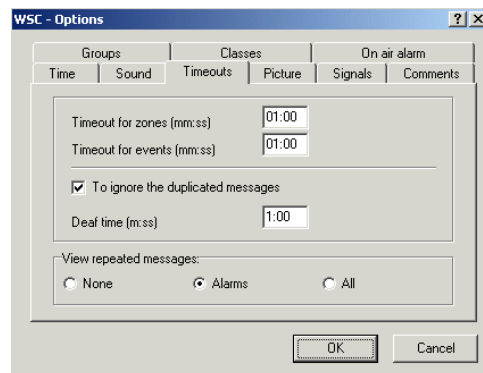 WSC - Options
Groups Classes On air alarm
Time Sound Timeouts Picture Signals Comments
Timeout for zones (mm:ss) 01:00
Timeout for events (mm:ss) 01:00
To ignore the duplicated messages
Deaf time (m:ss) 1:00
View repeated messages:
None Alarms All
OK Cancel